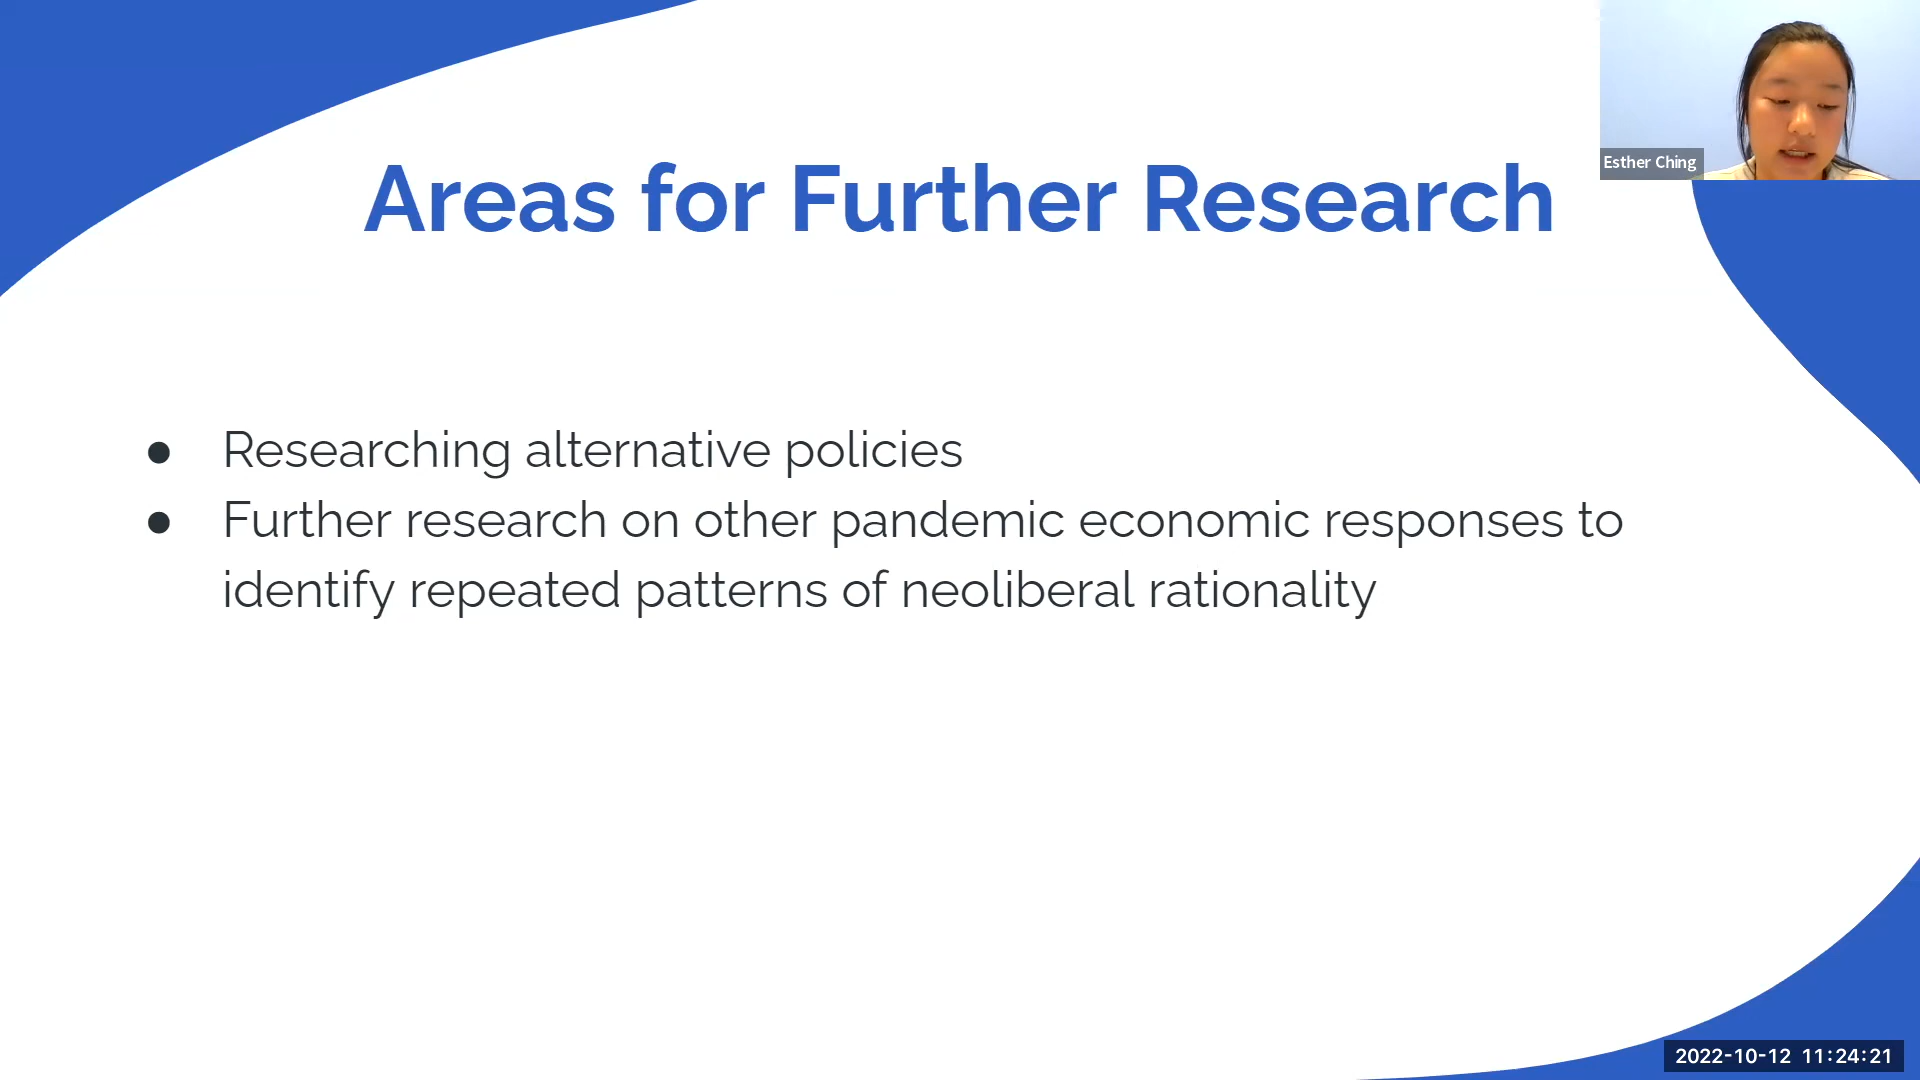 Esther Ching
Areas for Further Research
● Researching alternative policies
● Further research on other pandemic economic responses to
identify repeated patterns of neoliberal rationality
2022-10-12 11:24:21